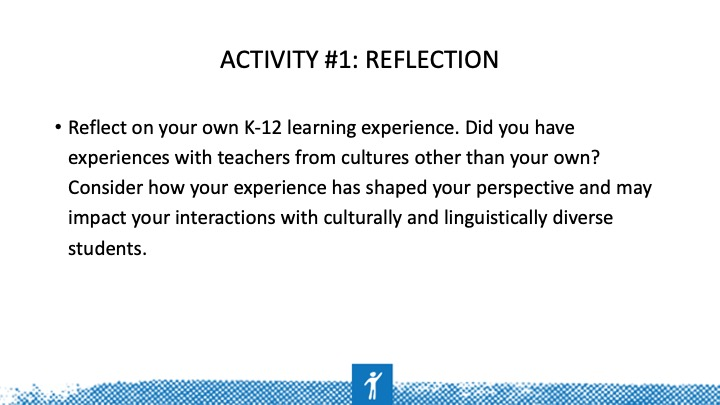 ACTIVITY #1: REFLECTION
• Reflect on your own K-12 learning experience. Did you have
experiences with teachers from cultures other than your own?
Consider how your experience has shaped your perspective and may
impact your interactions with culturally and linguistically diverse
students.